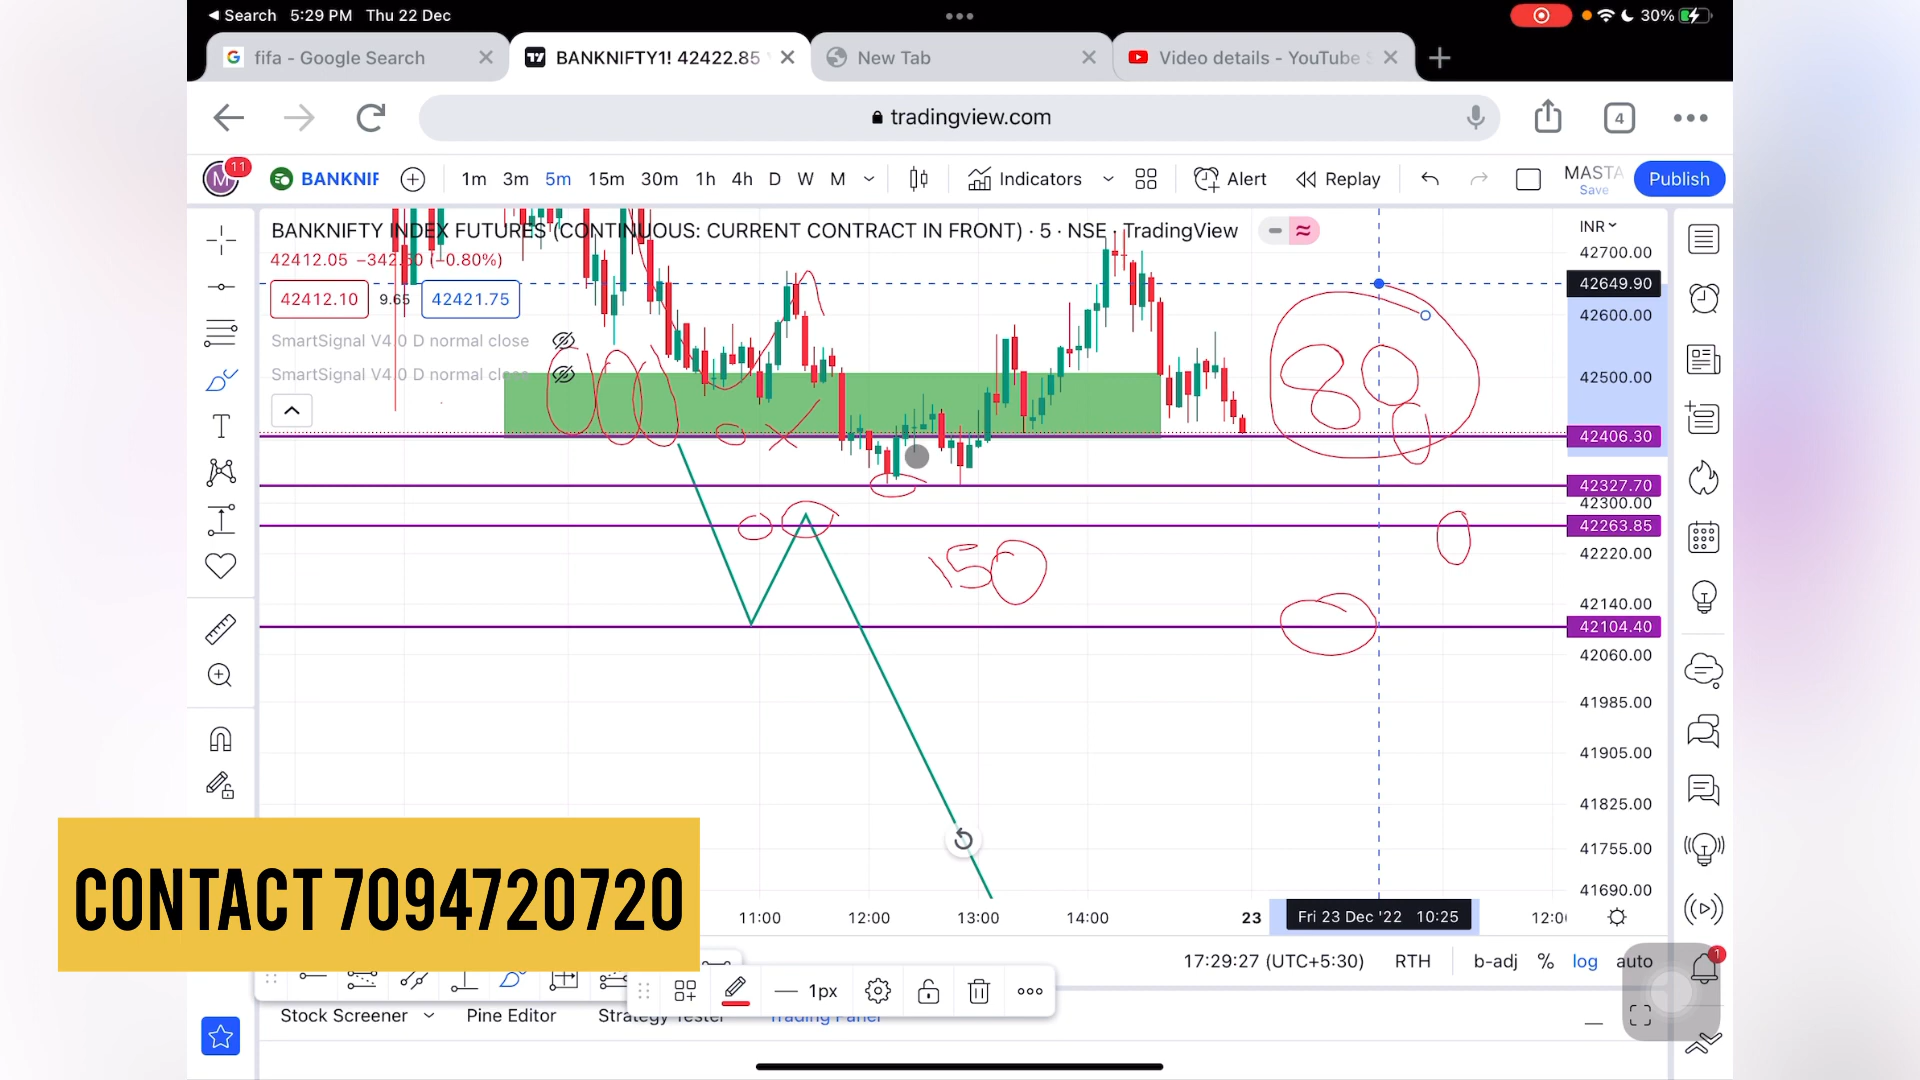 Search 5:29 PM Thu 22 Dec
30%
fifa - Google Search
BANKNIFTY1! 42422.85
New Tab
Video details - YouTube S
tradingview.com
4
M
11
BANKNIF
1m 3m 5m 15m 30m 1h 4h D W M
Indicators
Alert
Replay
MASTA
Save
Publish
BANKNIFTY INDEX FUTURES (CONTINUOUS: CURRENT CONTRACT IN FRONT) · 5 · NSE · TradingView
42412.05 −342.30 (−0.80%)
42412.10 9.65 42421.75
SmartSignal V4.0 D normal close
SmartSignal V4.0 D normal close
INR
42700.00
42649.90
42600.00
42500.00
42406.30
42327.70
42300.00
42263.85
42220.00
42140.00
42104.40
42060.00
41985.00
41905.00
41825.00
41755.00
41690.00
80
150
CONTACT 7094720720
11:00 12:00 13:00 14:00 23 Fri 23 Dec '22 10:25 12:0
17:29:27 (UTC+5:30) RTH b-adj % log auto
1
1px
Stock Screener Pine Editor Strategy Tester Trading Panel